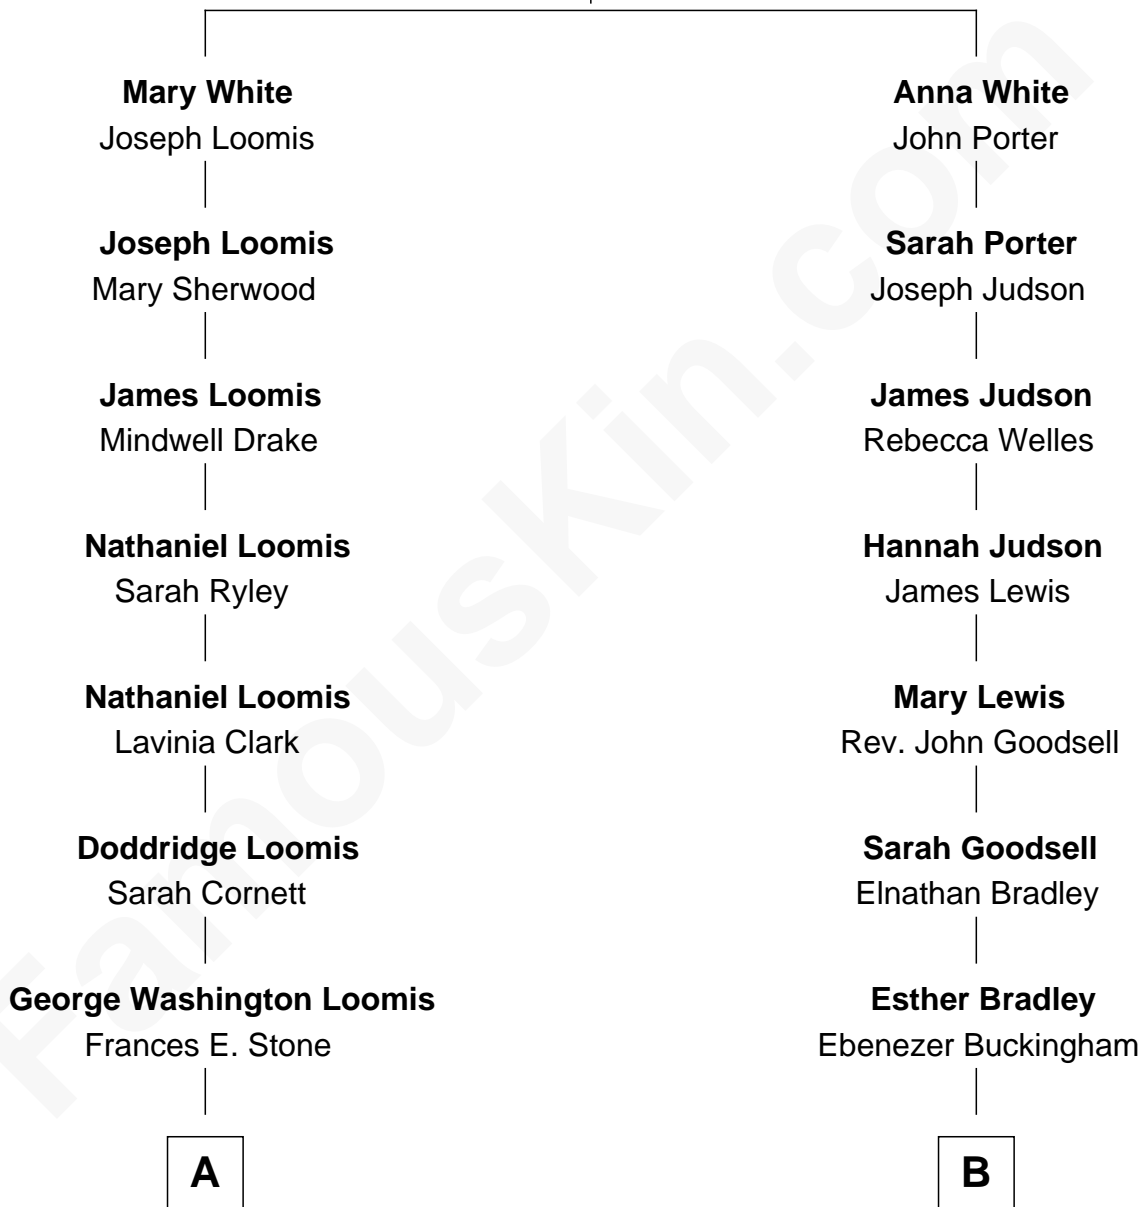 Mary White
Joseph Loomis
Joseph Loomis
Mary Sherwood
James Loomis
Mindwell Drake
Nathaniel Loomis
Sarah Ryley
Nathaniel Loomis
Lavinia Clark
Doddridge Loomis
Sarah Cornett
George Washington Loomis
Frances E. Stone
A
Anna White
John Porter
Sarah Porter
Joseph Judson
James Judson
Rebecca Welles
Hannah Judson
James Lewis
Mary Lewis
Rev. John Goodsell
Sarah Goodsell
Elnathan Bradley
Esther Bradley
Ebenezer Buckingham
B
FamousKin.com